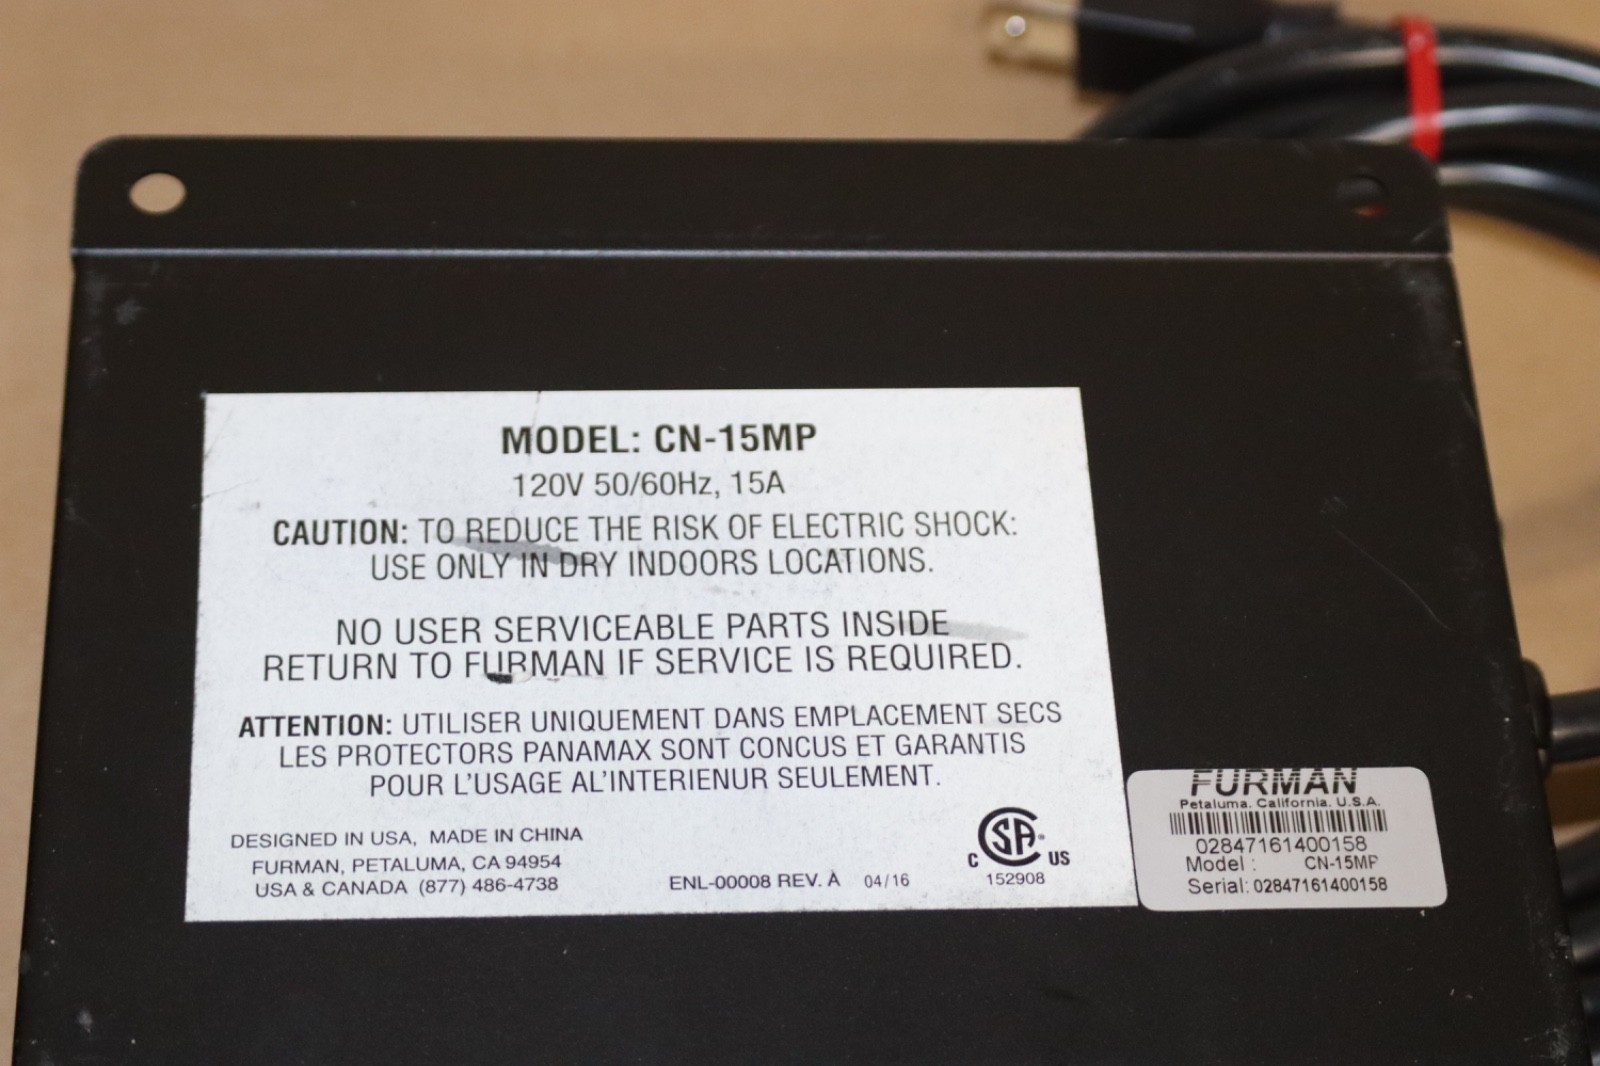 MODEL: CN-15MP
120V 50/60Hz, 15A
CAUTION: TO REDUCE THE RISK OF ELECTRIC SHOCK:
USE ONLY IN DRY INDOORS LOCATIONS.
NO USER SERVICEABLE PARTS INSIDE
RETURN TO FURMAN IF SERVICE IS REQUIRED.
ATTENTION: UTILISER UNIQUEMENT DANS EMPLACEMENT SECS
LES PROTECTORS PANAMAX SONT CONCUS ET GARANTIS
POUR L'USAGE AL'INTERIENUR SEULEMENT.
DESIGNED IN USA, MADE IN CHINA
FURMAN, PETALUMA, CA 94954
USA & CANADA (877) 486-4738
ENL-00008 REV. A 04/16
C SA ® US
152908
FURMAN
Petaluma, California, U.S.A.
02847161400158
Model : CN-15MP
Serial: 02847161400158